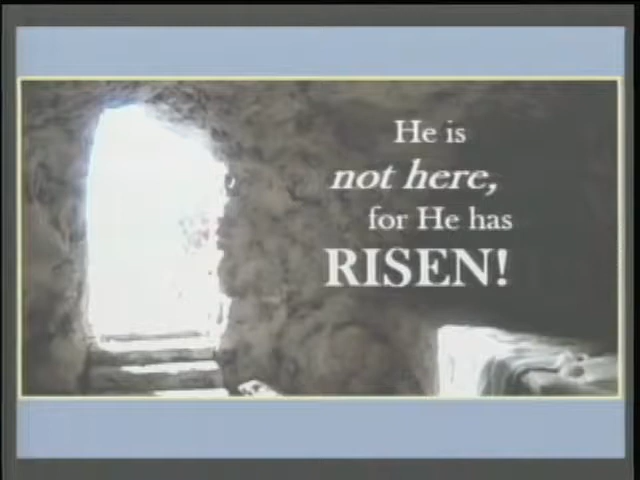 He is
not here,
for He has
RISEN!